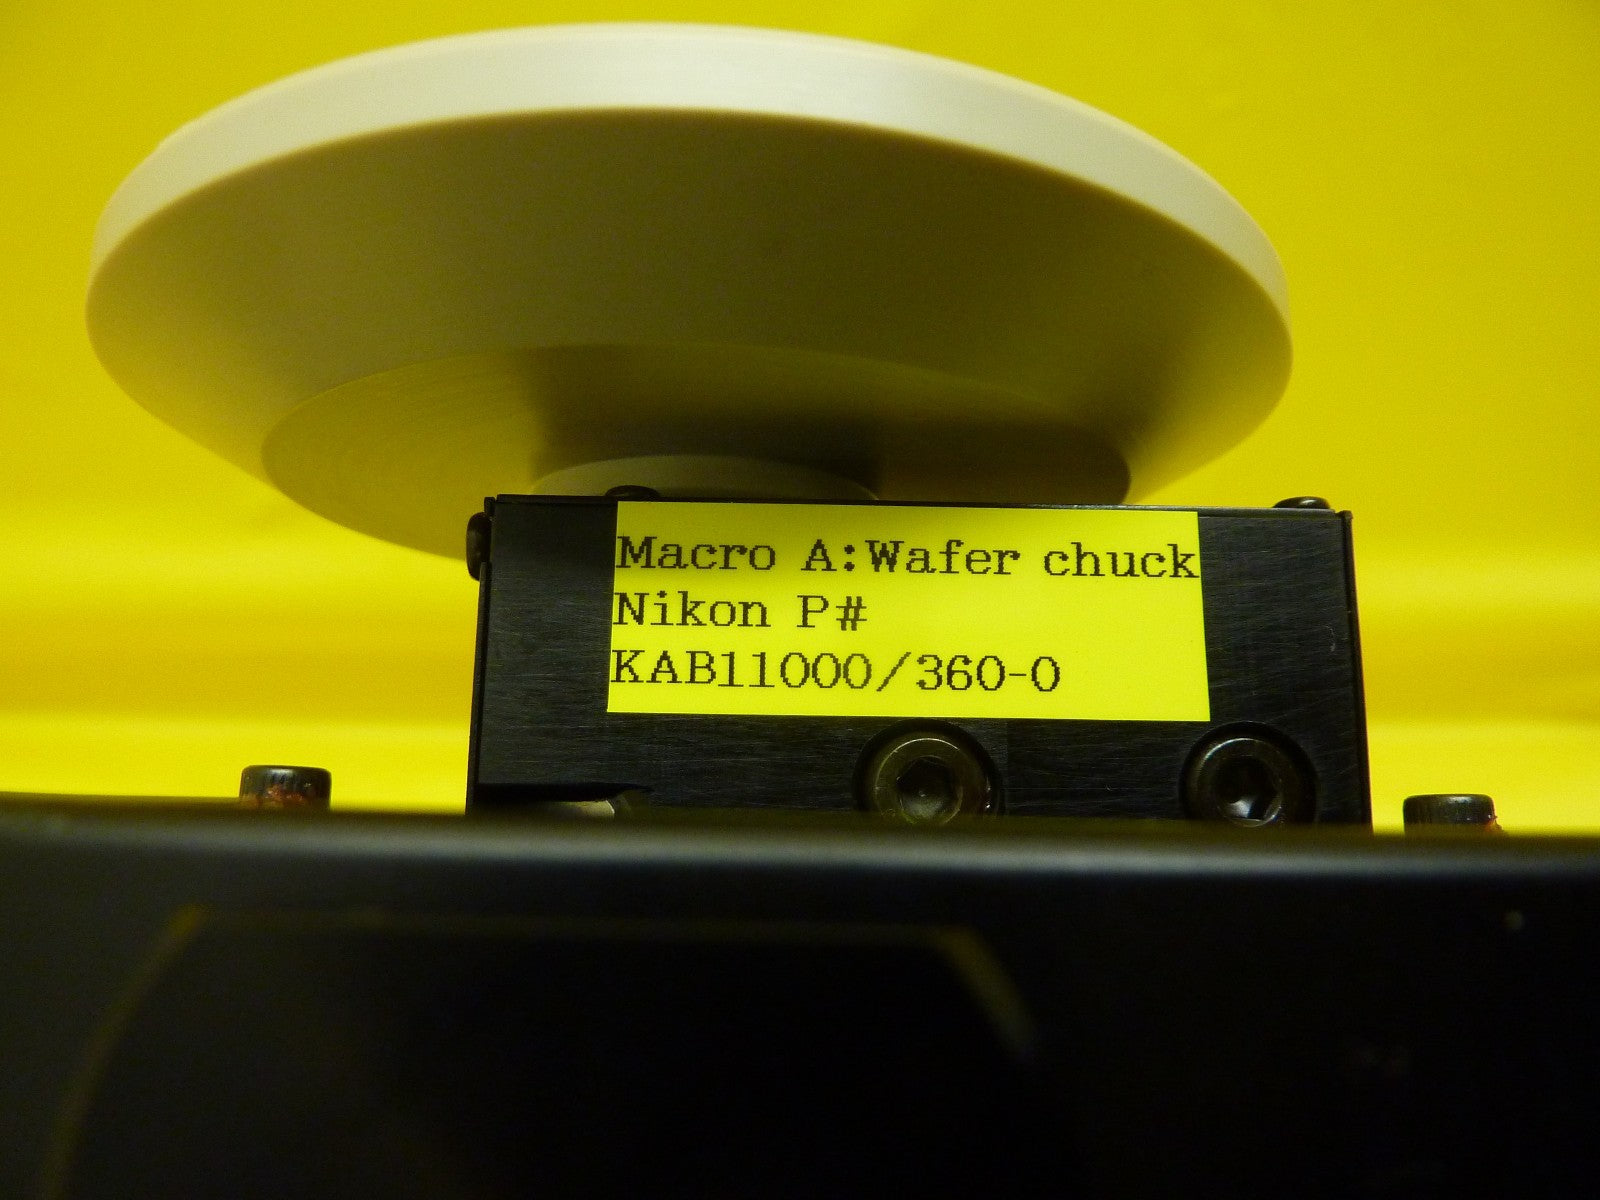 Macro A:Wafer chuck
Nikon P#
KAB11000/360-0